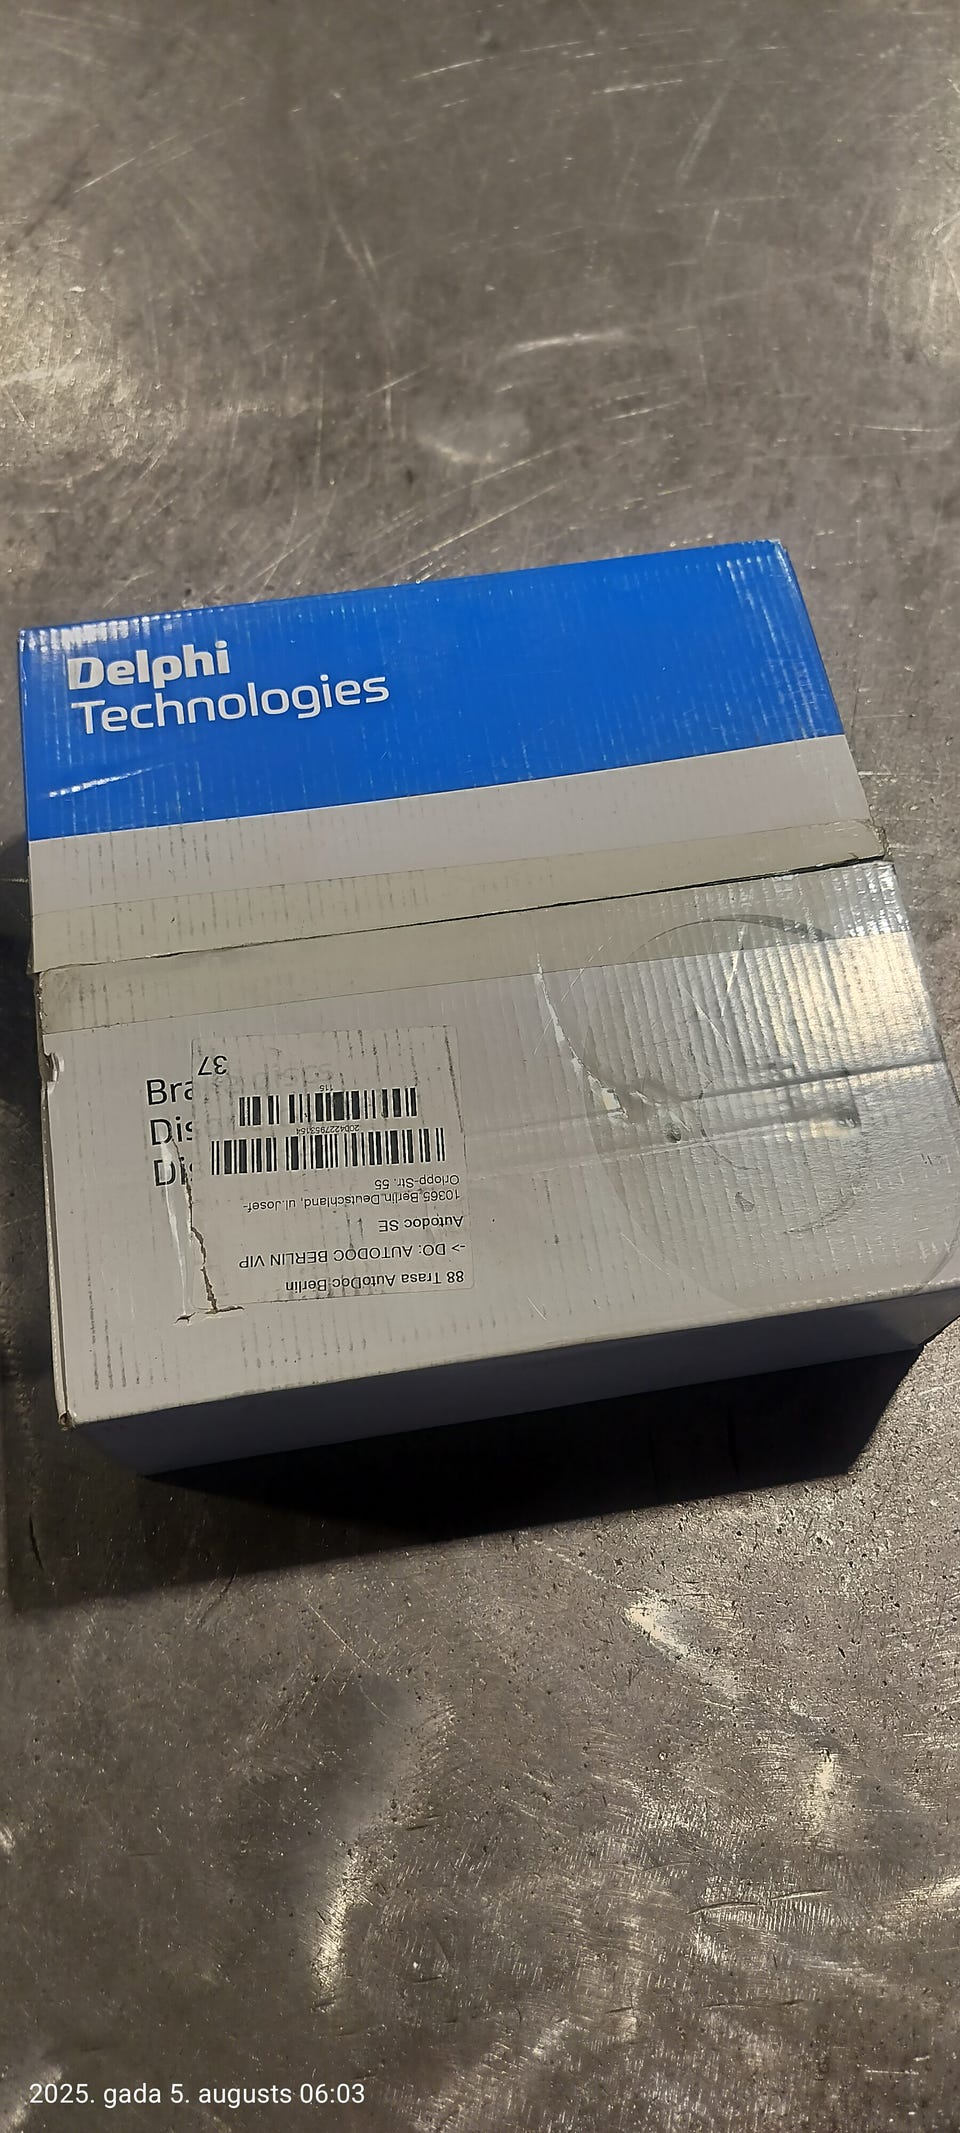 Delphi
Technologies
Bra
Dis
Dis
88 Trasa AutoDoc Berlin
-> DO: AUTODOC BERLIN VIP
Autodoc SE
10365 Berlin Deutschland, ul.Josef-
Orlopp-Str. 55
2004227953154
115
37
2025. gada 5. augusts 06:03